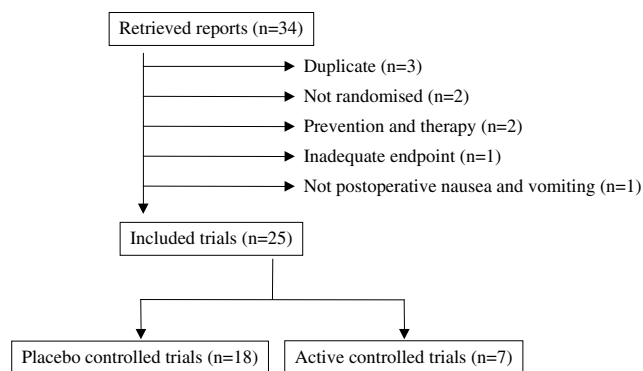 Retrieved reports (n=34)
Duplicate (n=3)
Not randomised (n=2)
Prevention and therapy (n=2)
Inadequate endpoint (n=1)
Not postoperative nausea and vomiting (n=1)
Included trials (n=25)
Placebo controlled trials (n=18)
Active controlled trials (n=7)